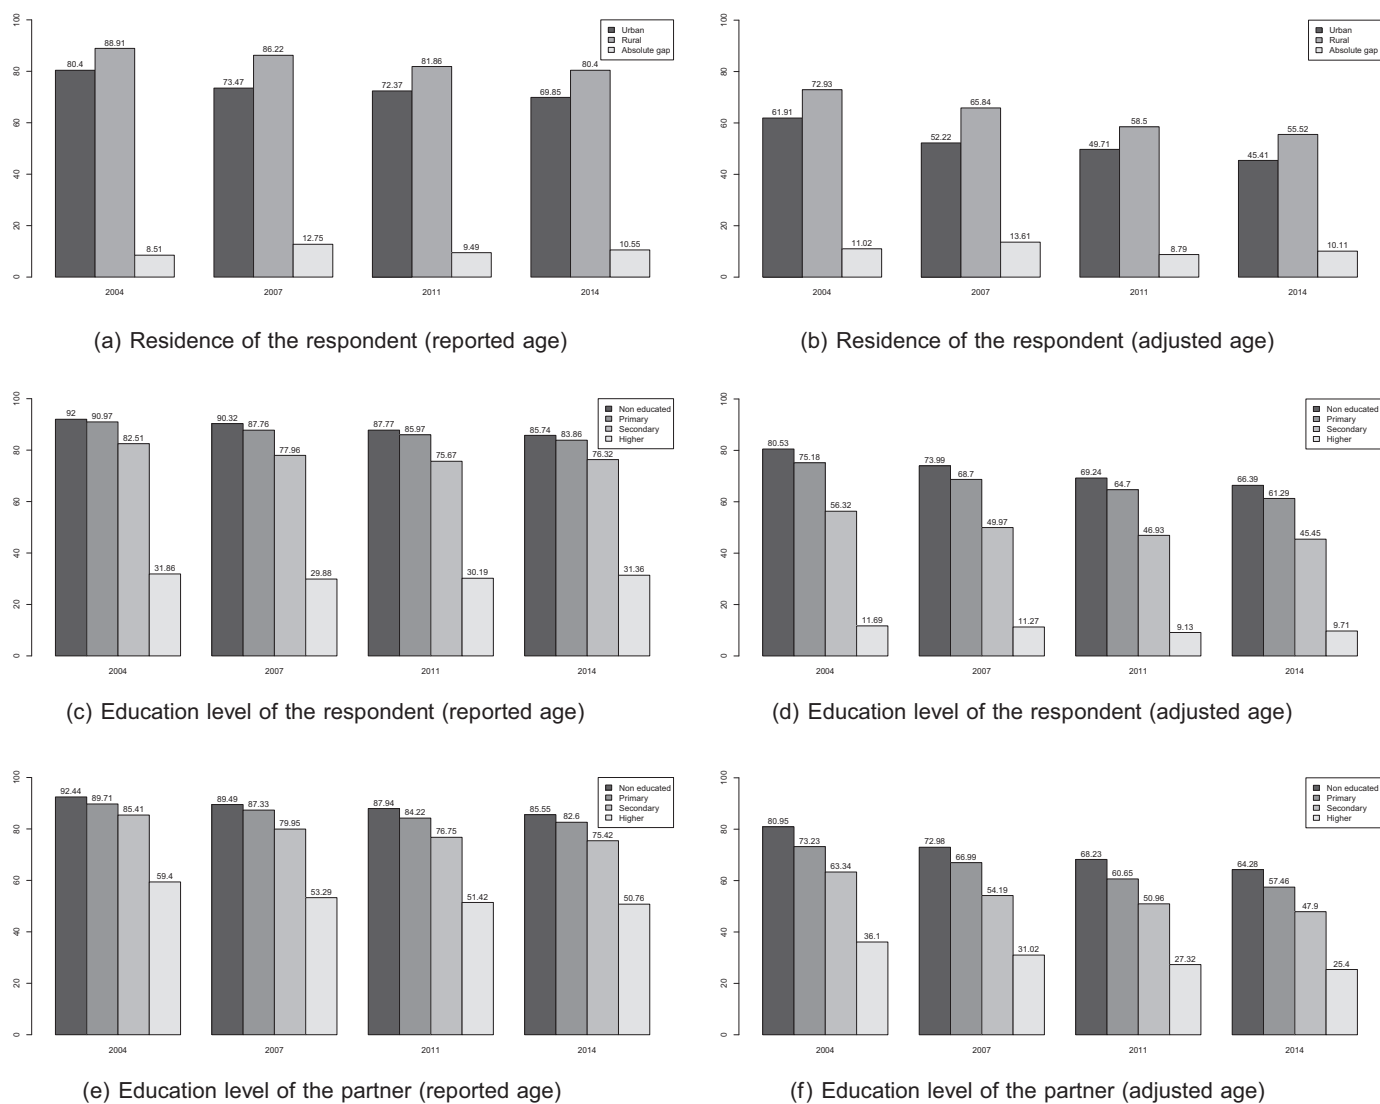 0 20 40 60 80 100
Urban
Rural
Absolute gap
80.4 88.91 8.51
73.47 86.22 12.75
72.37 81.86 9.49
69.85 80.4 10.55
2004 2007 2011 2014
(a) Residence of the respondent (reported age)
0 20 40 60 80 100
Urban
Rural
Absolute gap
61.91 72.93 11.02
52.22 65.84 13.61
49.71 58.5 8.79
45.41 55.52 10.11
2004 2007 2011 2014
(b) Residence of the respondent (adjusted age)
0 20 40 60 80 100
Non educated
Primary
Secondary
Higher
92 90.97 82.51 31.86
90.32 87.76 77.96 29.88
87.77 85.97 75.67 30.19
85.74 83.86 76.32 31.36
2004 2007 2011 2014
(c) Education level of the respondent (reported age)
0 20 40 60 80 100
Non educated
Primary
Secondary
Higher
80.53 75.18 56.32 11.69
73.99 68.7 49.97 11.27
69.24 64.7 46.93 9.13
66.39 61.29 45.45 9.71
2004 2007 2011 2014
(d) Education level of the respondent (adjusted age)
0 20 40 60 80 100
Non educated
Primary
Secondary
Higher
92.44 89.71 85.41 59.4
89.49 87.33 79.95 53.29
87.94 84.22 76.75 51.42
85.55 82.6 75.42 50.76
2004 2007 2011 2014
(e) Education level of the partner (reported age)
0 20 40 60 80 100
Non educated
Primary
Secondary
Higher
80.95 73.23 63.34 36.1
72.98 66.99 54.19 31.02
68.23 60.65 50.96 27.32
64.28 57.46 47.9 25.4
2004 2007 2011 2014
(f) Education level of the partner (adjusted age)